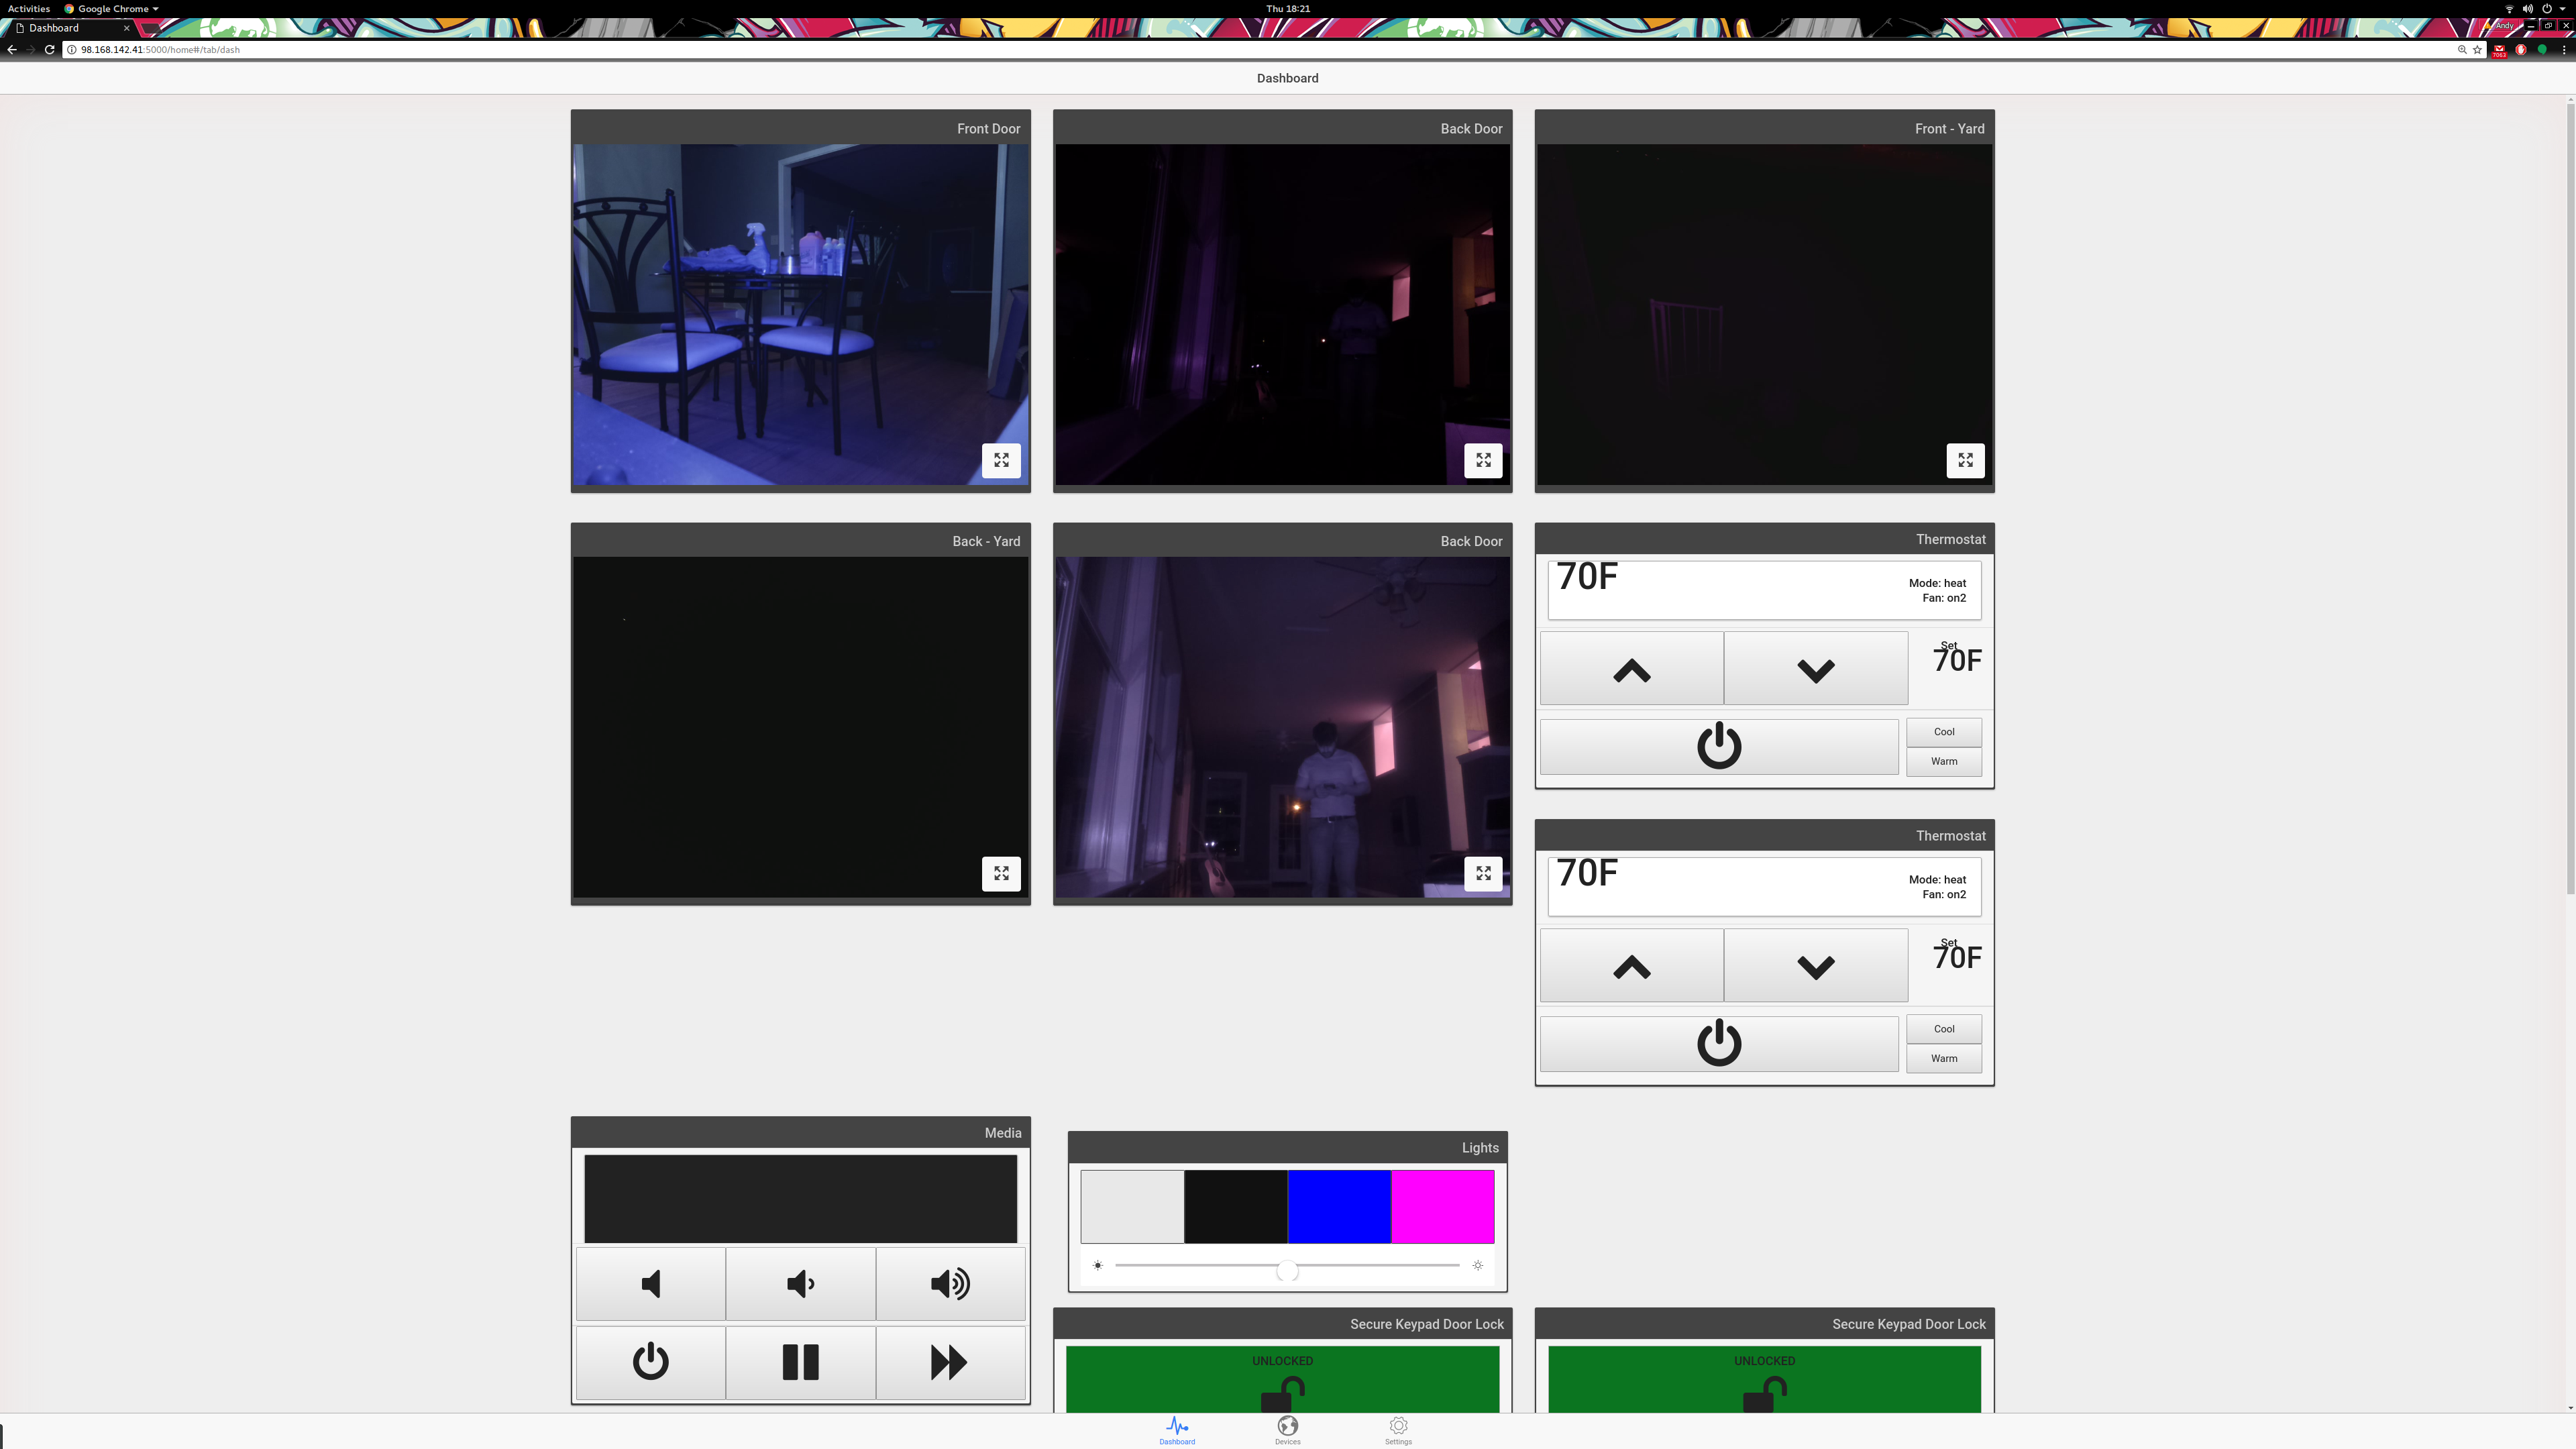 Activities Google Chrome
Thu 18:21
Dashboard
Andy
98.168.142.41:5000/home#/tab/dash
7063
Dashboard
Front Door
Back Door
Front - Yard
Back - Yard
Back Door
Thermostat
70F
Mode: heat
Fan: on2
Set
70F
Cool
Warm
Thermostat
70F
Mode: heat
Fan: on2
Set
70F
Cool
Warm
Media
Lights
Secure Keypad Door Lock
UNLOCKED
Secure Keypad Door Lock
UNLOCKED
Dashboard
Devices
Settings